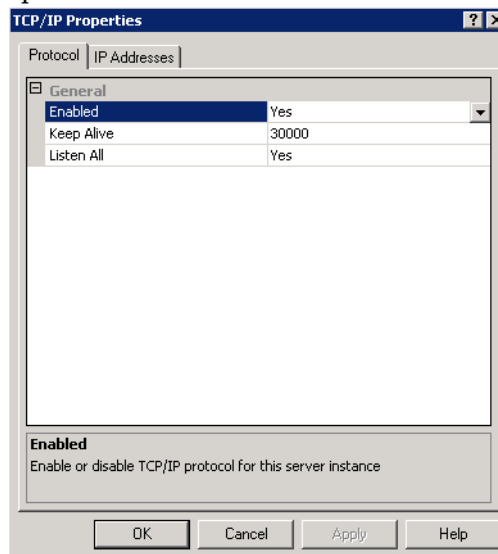 TCP/IP Properties
Protocol IP Addresses
General
Enabled Yes
Keep Alive 30000
Listen All Yes
Enabled
Enable or disable TCP/IP protocol for this server instance
OK Cancel Apply Help